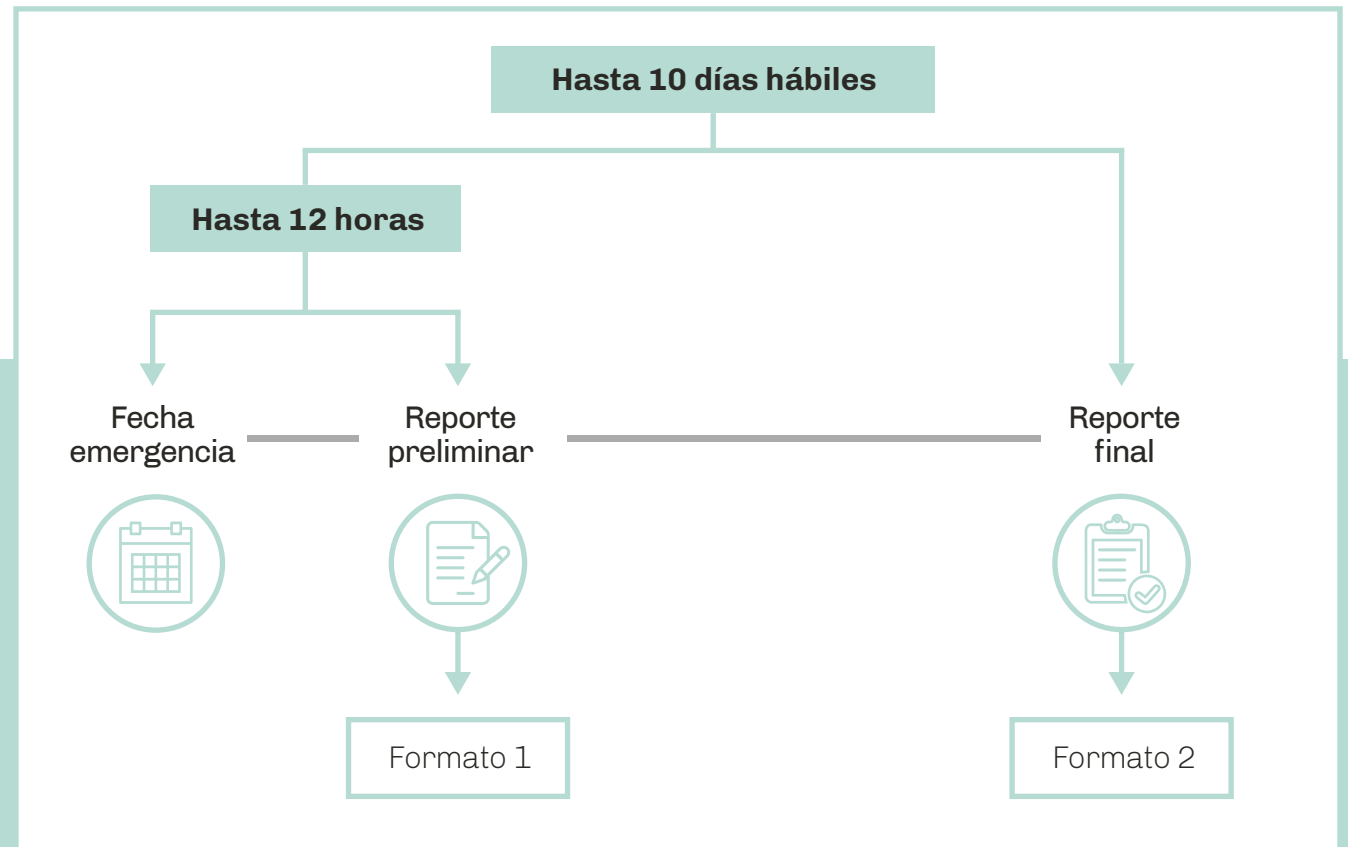 Hasta 10 días hábiles
Hasta 12 horas
Fecha
emergencia
Reporte
preliminar
Reporte
final
Formato 1
Formato 2